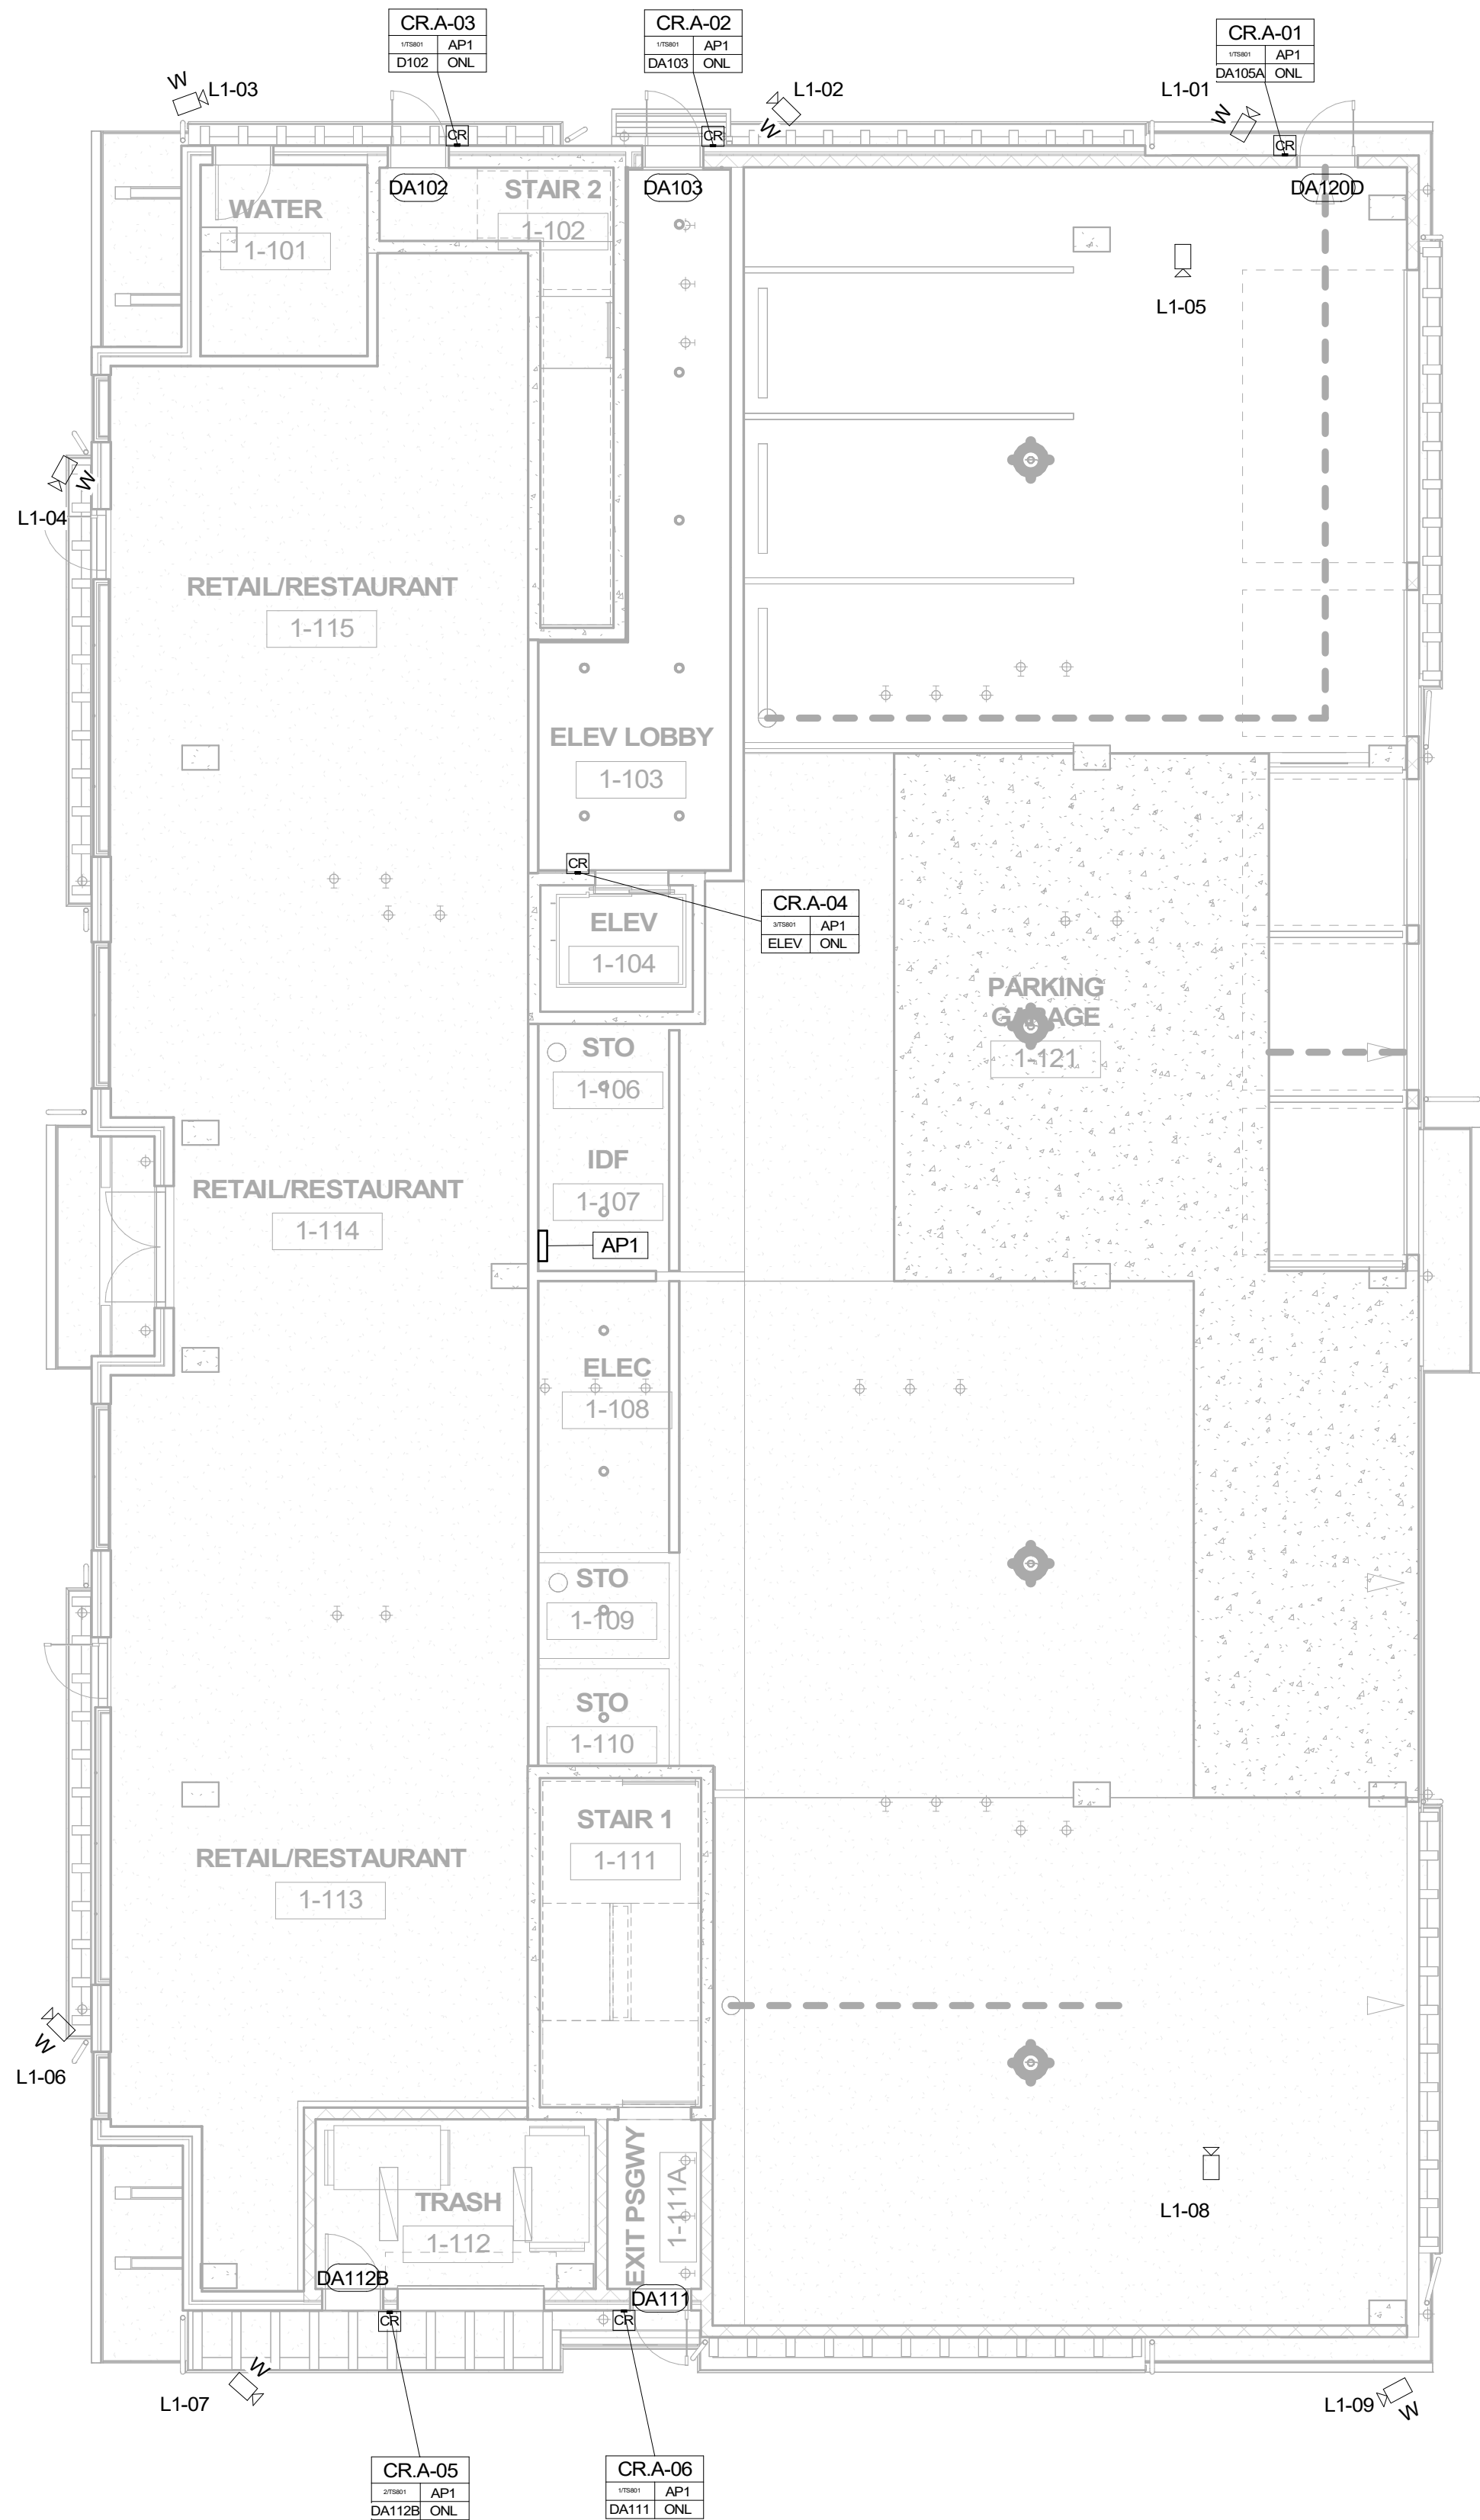 CR.A-03
1/TS801 AP1
D102 ONL
CR.A-02
1/TS801 AP1
DA103 ONL
CR.A-01
1/TS801 AP1
DA105A ONL
W
L1-03
L1-02
W
L1-01
W
CR
CR
CR
DA102
DA103
DA120D
WATER
1-101
STAIR 2
1-102
L1-05
W
L1-04
RETAIL/RESTAURANT
1-115
ELEV LOBBY
1-103
CR
CR.A-04
3/TS801 AP1
ELEV ONL
ELEV
1-104
PARKING
GARAGE
1-121
STO
1-106
IDF
1-107
AP1
RETAIL/RESTAURANT
1-114
ELEC
1-108
STO
1-109
STO
1-110
STAIR 1
1-111
RETAIL/RESTAURANT
1-113
W
L1-06
TRASH
1-112
EXIT PSGWY
1-111A
L1-08
DA112B
DA111
CR
CR
W
L1-07
L1-09
W
CR.A-05
2/TS801 AP1
DA112B ONL
CR.A-06
1/TS801 AP1
DA111 ONL